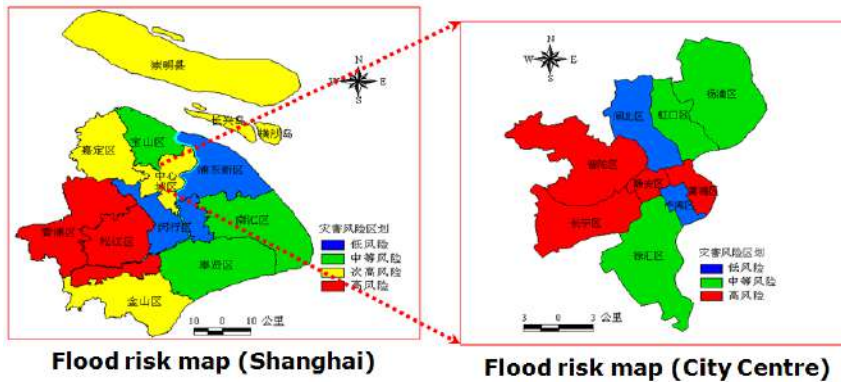 崇明县
N
W E
S
长兴岛
横沙岛
宝山区
嘉定区
中心
城区
浦东新区
南汇区
闵行区
青浦区
松江区
奉贤区
金山区
灾害风险区划
低风险
中等风险
次高风险
高风险
10 0 10 公里
Flood risk map (Shanghai)
N
W E
S
杨浦区
虹口区
闸北区
普陀区
静安区
黄浦区
卢湾区
长宁区
徐汇区
灾害风险区划
低风险
中等风险
高风险
3 0 3 公里
Flood risk map (City Centre)